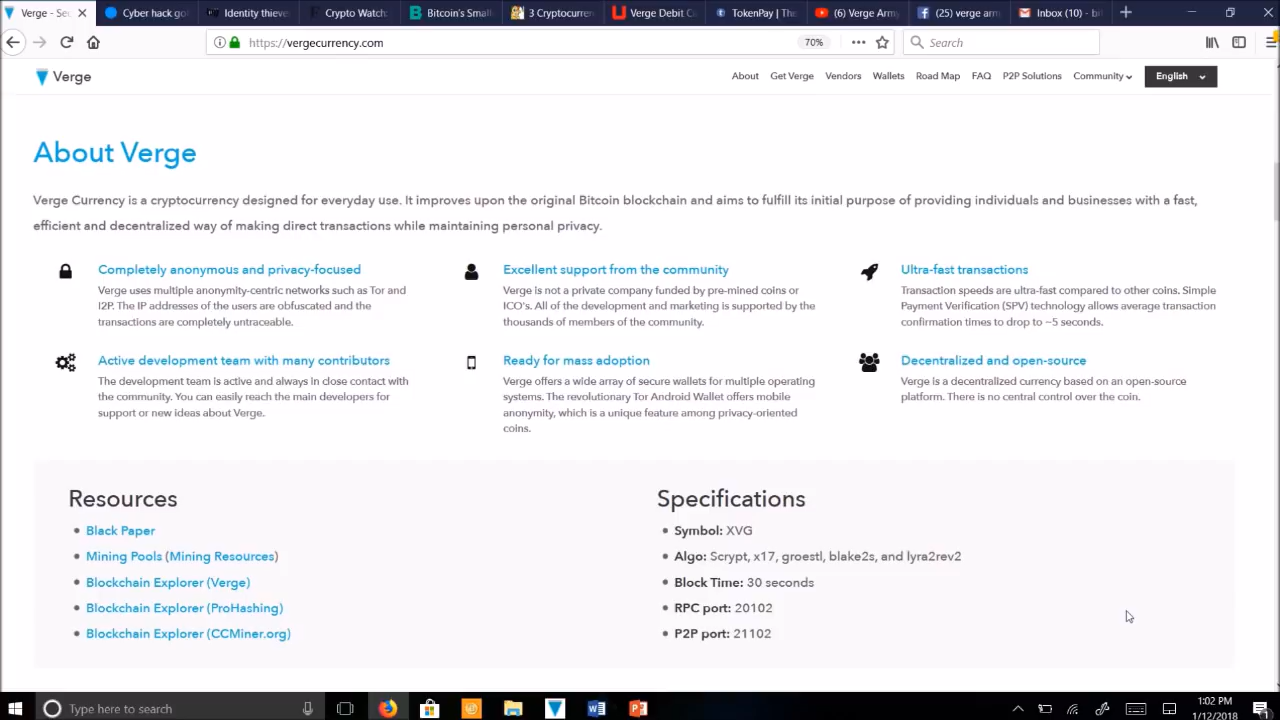 Verge - Se
Cyber hack go
Identity thieve
Crypto Watch
Bitcoin's Small
3 Cryptocurren
Verge Debit C
TokenPay | The
(6) Verge Army
(25) verge arm
Inbox (10) - bi
https://vergecurrency.com
70%
Search
Verge
About
Get Verge
Vendors
Wallets
Road Map
FAQ
P2P Solutions
Community
English
About Verge
Verge Currency is a cryptocurrency designed for everyday use. It improves upon the original Bitcoin blockchain and aims to fulfill its initial purpose of providing individuals and businesses with a fast,
efficient and decentralized way of making direct transactions while maintaining personal privacy.
Completely anonymous and privacy-focused
Verge uses multiple anonymity-centric networks such as Tor and
I2P. The IP addresses of the users are obfuscated and the
transactions are completely untraceable.
Excellent support from the community
Verge is not a private company funded by pre-mined coins or
ICO's. All of the development and marketing is supported by the
thousands of members of the community.
Ultra-fast transactions
Transaction speeds are ultra-fast compared to other coins. Simple
Payment Verification (SPV) technology allows average transaction
confirmation times to drop to ~5 seconds.
Active development team with many contributors
The development team is active and always in close contact with
the community. You can easily reach the main developers for
support or new ideas about Verge.
Ready for mass adoption
Verge offers a wide array of secure wallets for multiple operating
systems. The revolutionary Tor Android Wallet offers mobile
anonymity, which is a unique feature among privacy-oriented
coins.
Decentralized and open-source
Verge is a decentralized currency based on an open-source
platform. There is no central control over the coin.
Resources
Black Paper
Mining Pools (Mining Resources)
Blockchain Explorer (Verge)
Blockchain Explorer (ProHashing)
Blockchain Explorer (CCMiner.org)
Specifications
Symbol: XVG
Algo: Scrypt, x17, groestl, blake2s, and lyra2rev2
Block Time: 30 seconds
RPC port: 20102
P2P port: 21102
Type here to search
1:02 PM
1/12/2018